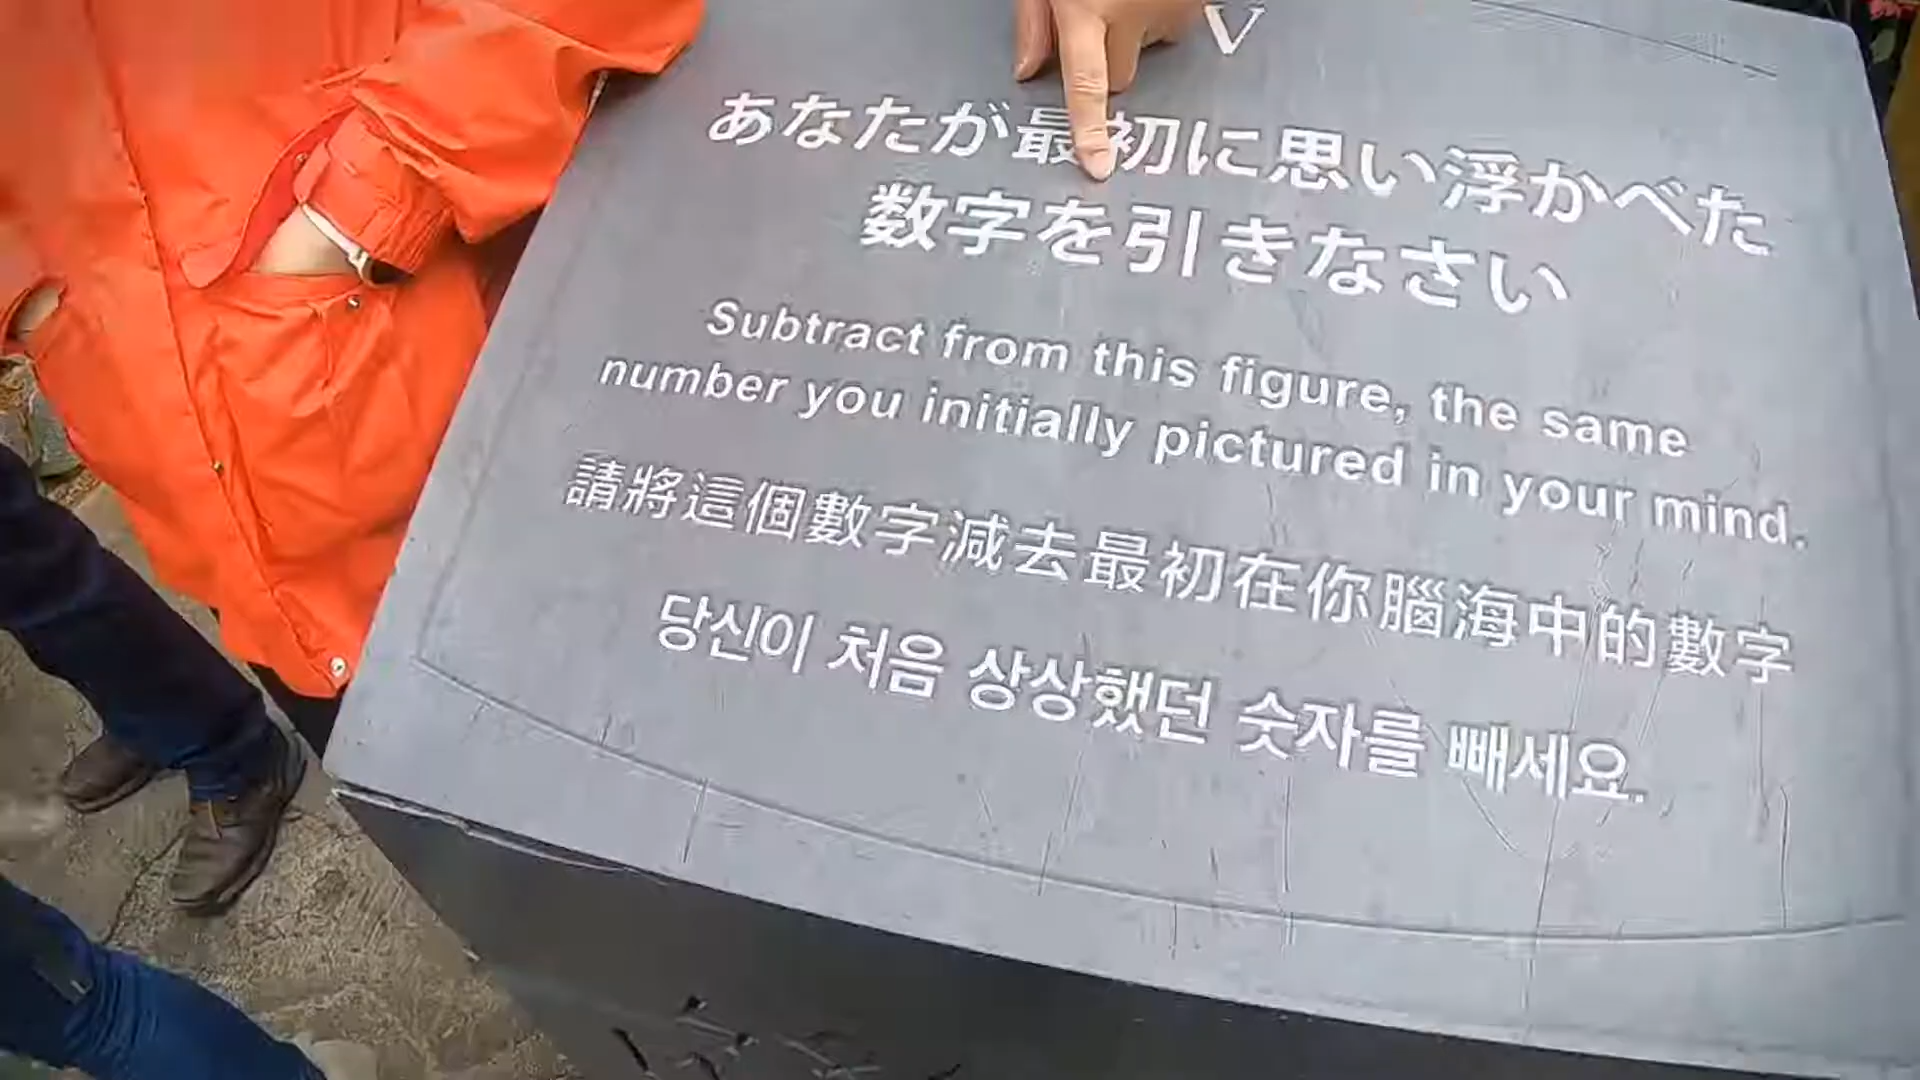 V
あなたが最初に思い浮かべた
数字を引きなさい
Subtract from this figure, the same
number you initially pictured in your mind.
請將這個數字減去最初在你腦海中的數字
당신이 처음 상상했던 숫자를 빼세요.